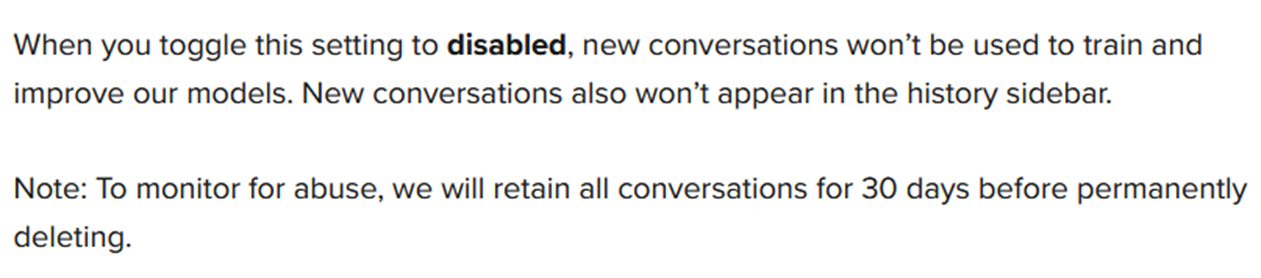 When you toggle this setting to disabled, new conversations won’t be used to train and
improve our models. New conversations also won’t appear in the history sidebar.
Note: To monitor for abuse, we will retain all conversations for 30 days before permanently
deleting.